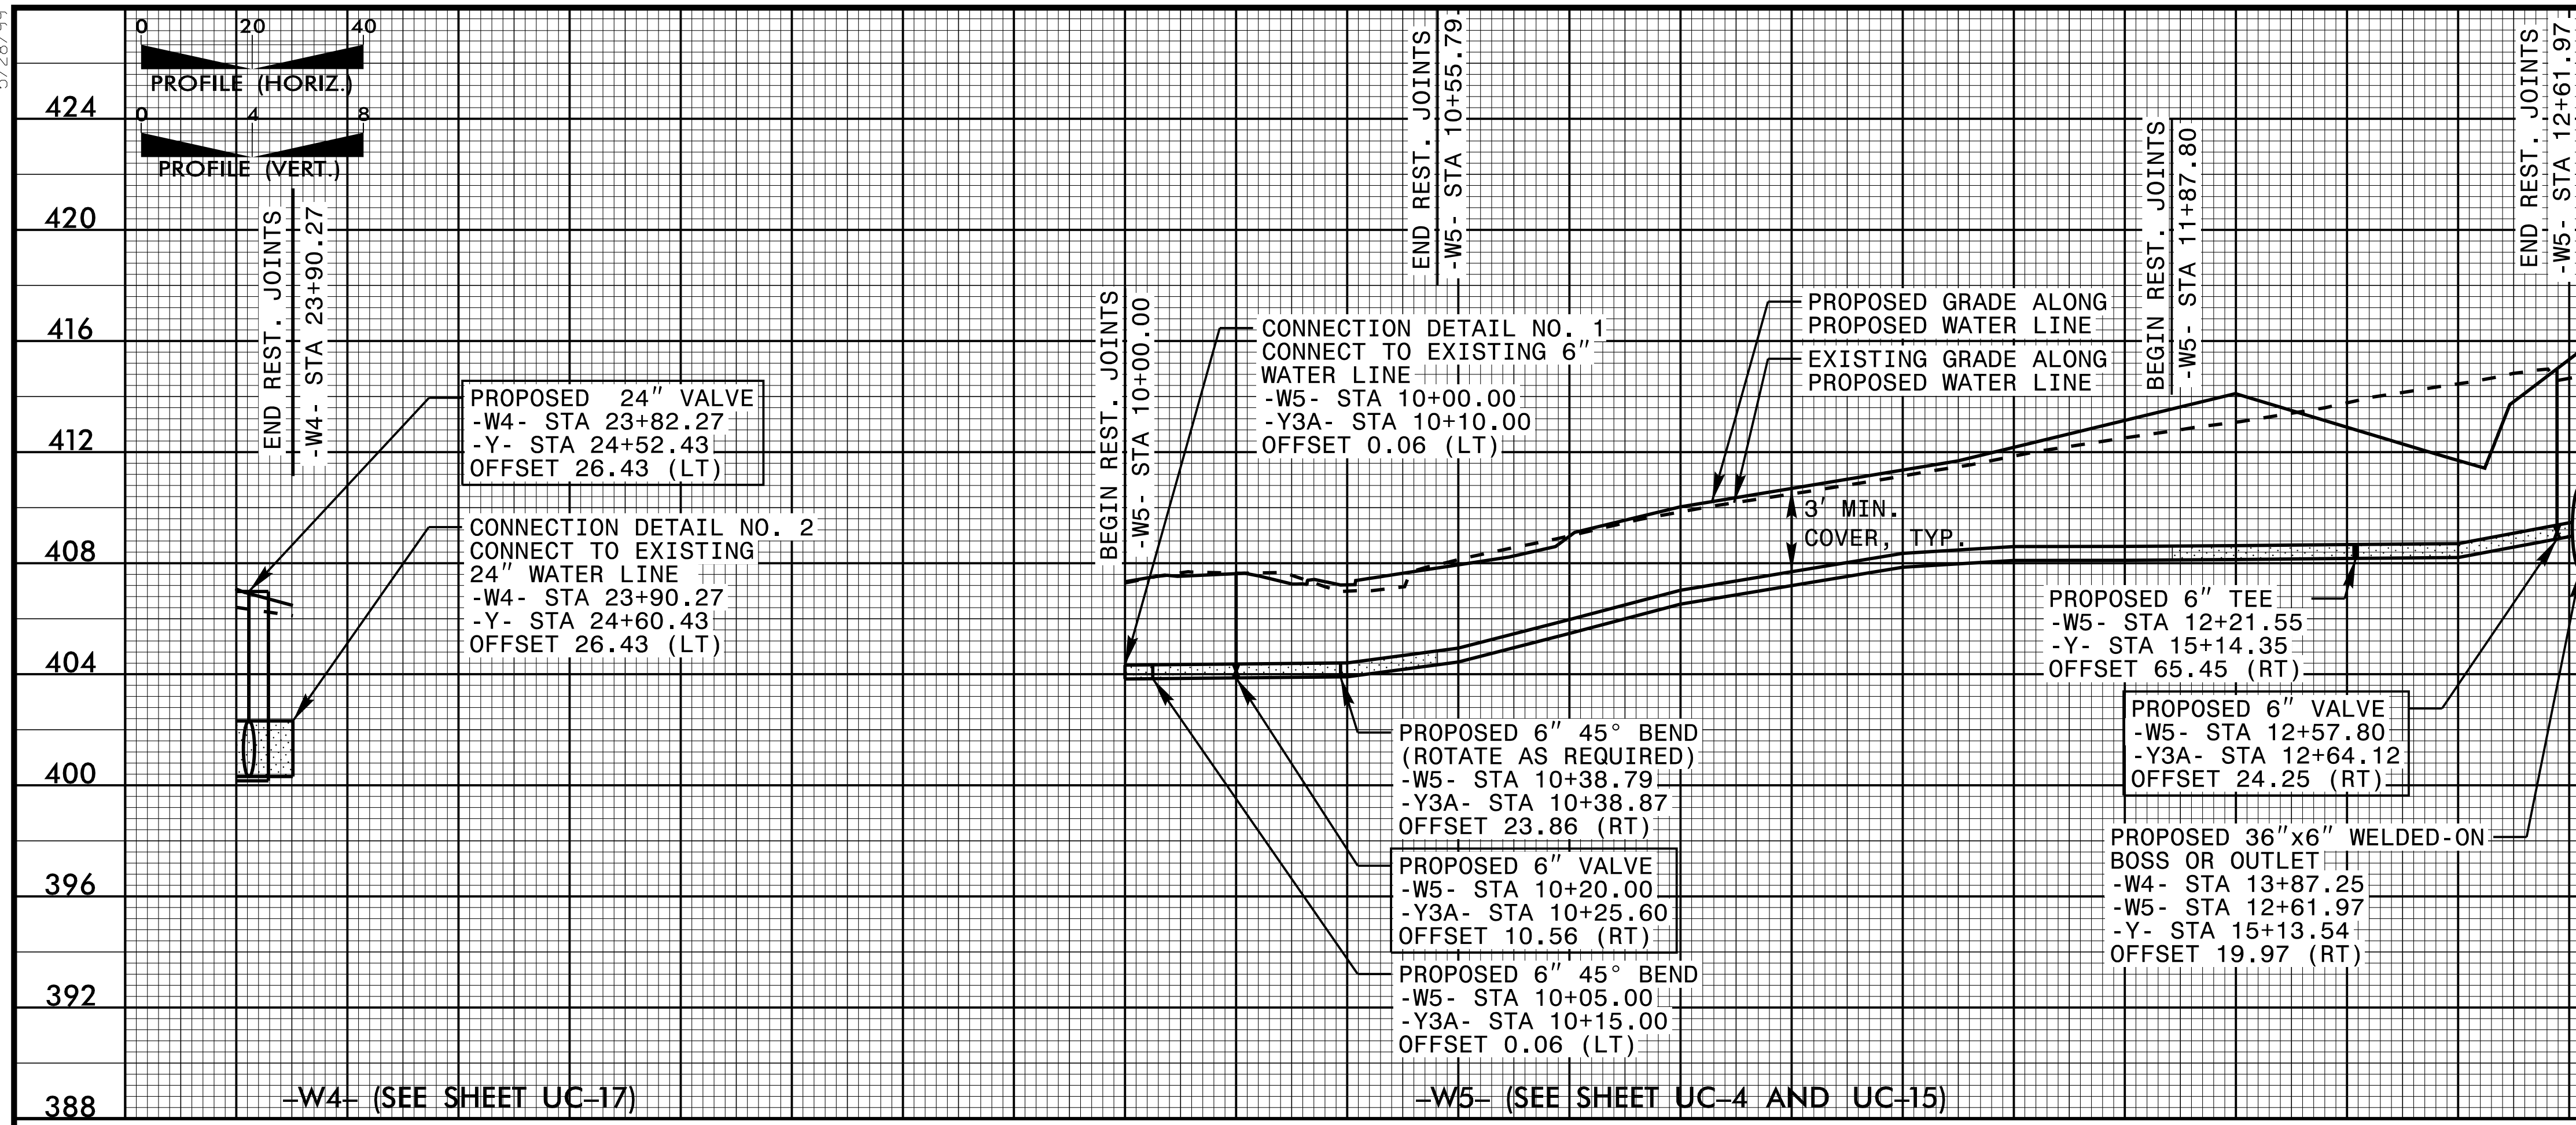 0 20 40
PROFILE (HORIZ.)
0 4 8
PROFILE (VERT.)
424
420
416
412
408
404
400
396
392
388
END REST. JOINTS
-W4- STA 23+90.27
PROPOSED 24" VALVE
-W4- STA 23+82.27
-Y- STA 24+52.43
OFFSET 26.43 (LT)
CONNECTION DETAIL NO. 2
CONNECT TO EXISTING
24" WATER LINE
-W4- STA 23+90.27
-Y- STA 24+60.43
OFFSET 26.43 (LT)
-W4- (SEE SHEET UC-17)
BEGIN REST. JOINTS
-W5- STA 10+00.00
CONNECTION DETAIL NO. 1
CONNECT TO EXISTING 6"
WATER LINE
-W5- STA 10+00.00
-Y3A- STA 10+10.00
OFFSET 0.06 (LT)
END REST. JOINTS
-W5- STA 10+55.79
PROPOSED GRADE ALONG
PROPOSED WATER LINE
EXISTING GRADE ALONG
PROPOSED WATER LINE
3' MIN.
COVER, TYP.
PROPOSED 6" 45° BEND
(ROTATE AS REQUIRED)
-W5- STA 10+38.79
-Y3A- STA 10+38.87
OFFSET 23.86 (RT)
PROPOSED 6" VALVE
-W5- STA 10+20.00
-Y3A- STA 10+25.60
OFFSET 10.56 (RT)
PROPOSED 6" 45° BEND
-W5- STA 10+05.00
-Y3A- STA 10+15.00
OFFSET 0.06 (LT)
-W5- (SEE SHEET UC-4 AND UC-15)
BEGIN REST. JOINTS
-W5- STA 11+87.80
END REST. JOINTS
-W5- STA 12+61.97
PROPOSED 6" TEE
-W5- STA 12+21.55
-Y- STA 15+14.35
OFFSET 65.45 (RT)
PROPOSED 6" VALVE
-W5- STA 12+57.80
-Y3A- STA 12+64.12
OFFSET 24.25 (RT)
PROPOSED 36"x6" WELDED-ON
BOSS OR OUTLET
-W4- STA 13+87.25
-W5- STA 12+61.97
-Y- STA 15+13.54
OFFSET 19.97 (RT)